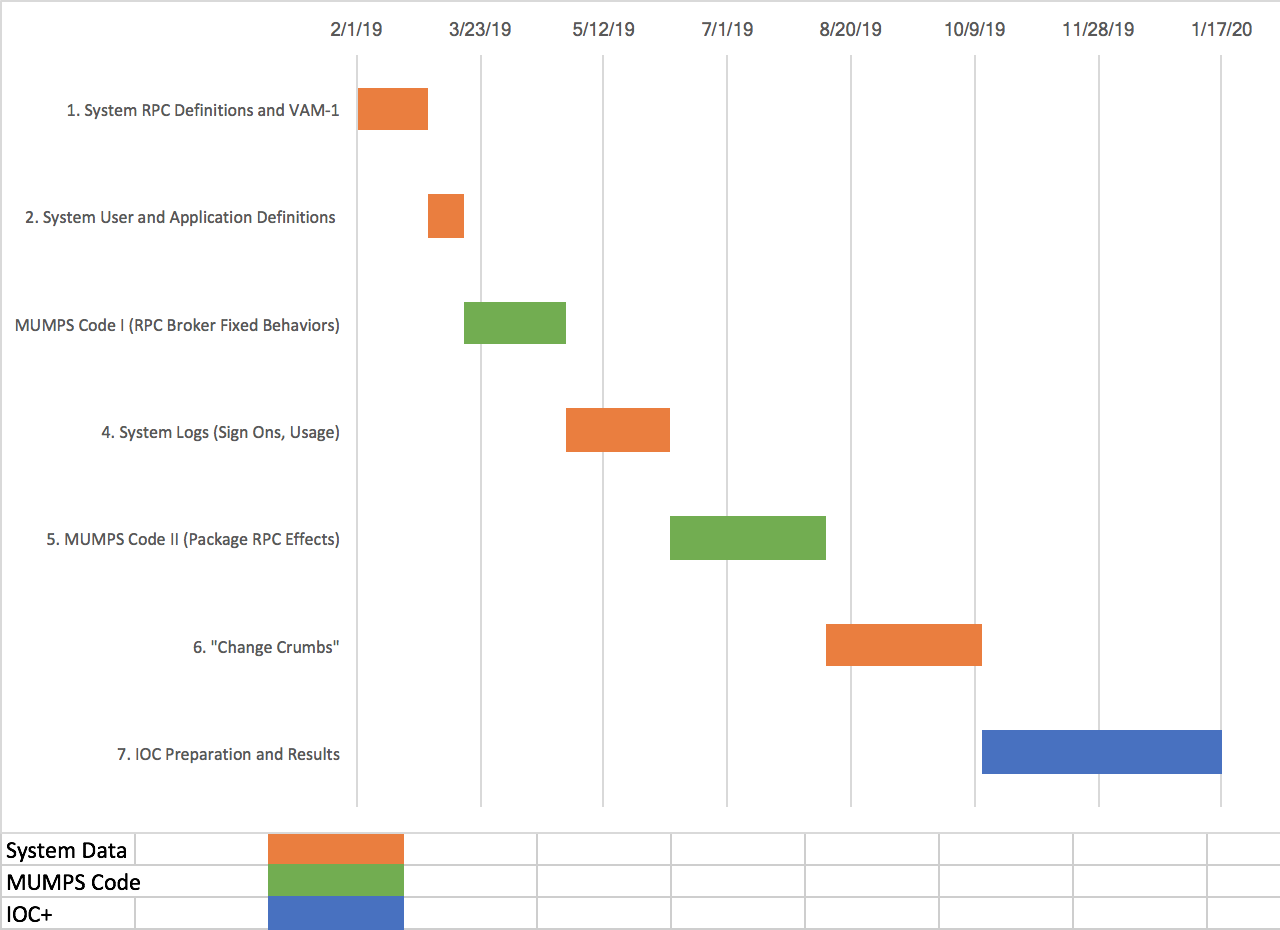 2/1/19 3/23/19 5/12/19 7/1/19 8/20/19 10/9/19 11/28/19 1/17/20
1. System RPC Definitions and VAM-1
2. System User and Application Definitions
MUMPS Code I (RPC Broker Fixed Behaviors)
4. System Logs (Sign Ons, Usage)
5. MUMPS Code II (Package RPC Effects)
6. "Change Crumbs"
7. IOC Preparation and Results
System Data
MUMPS Code
IOC+